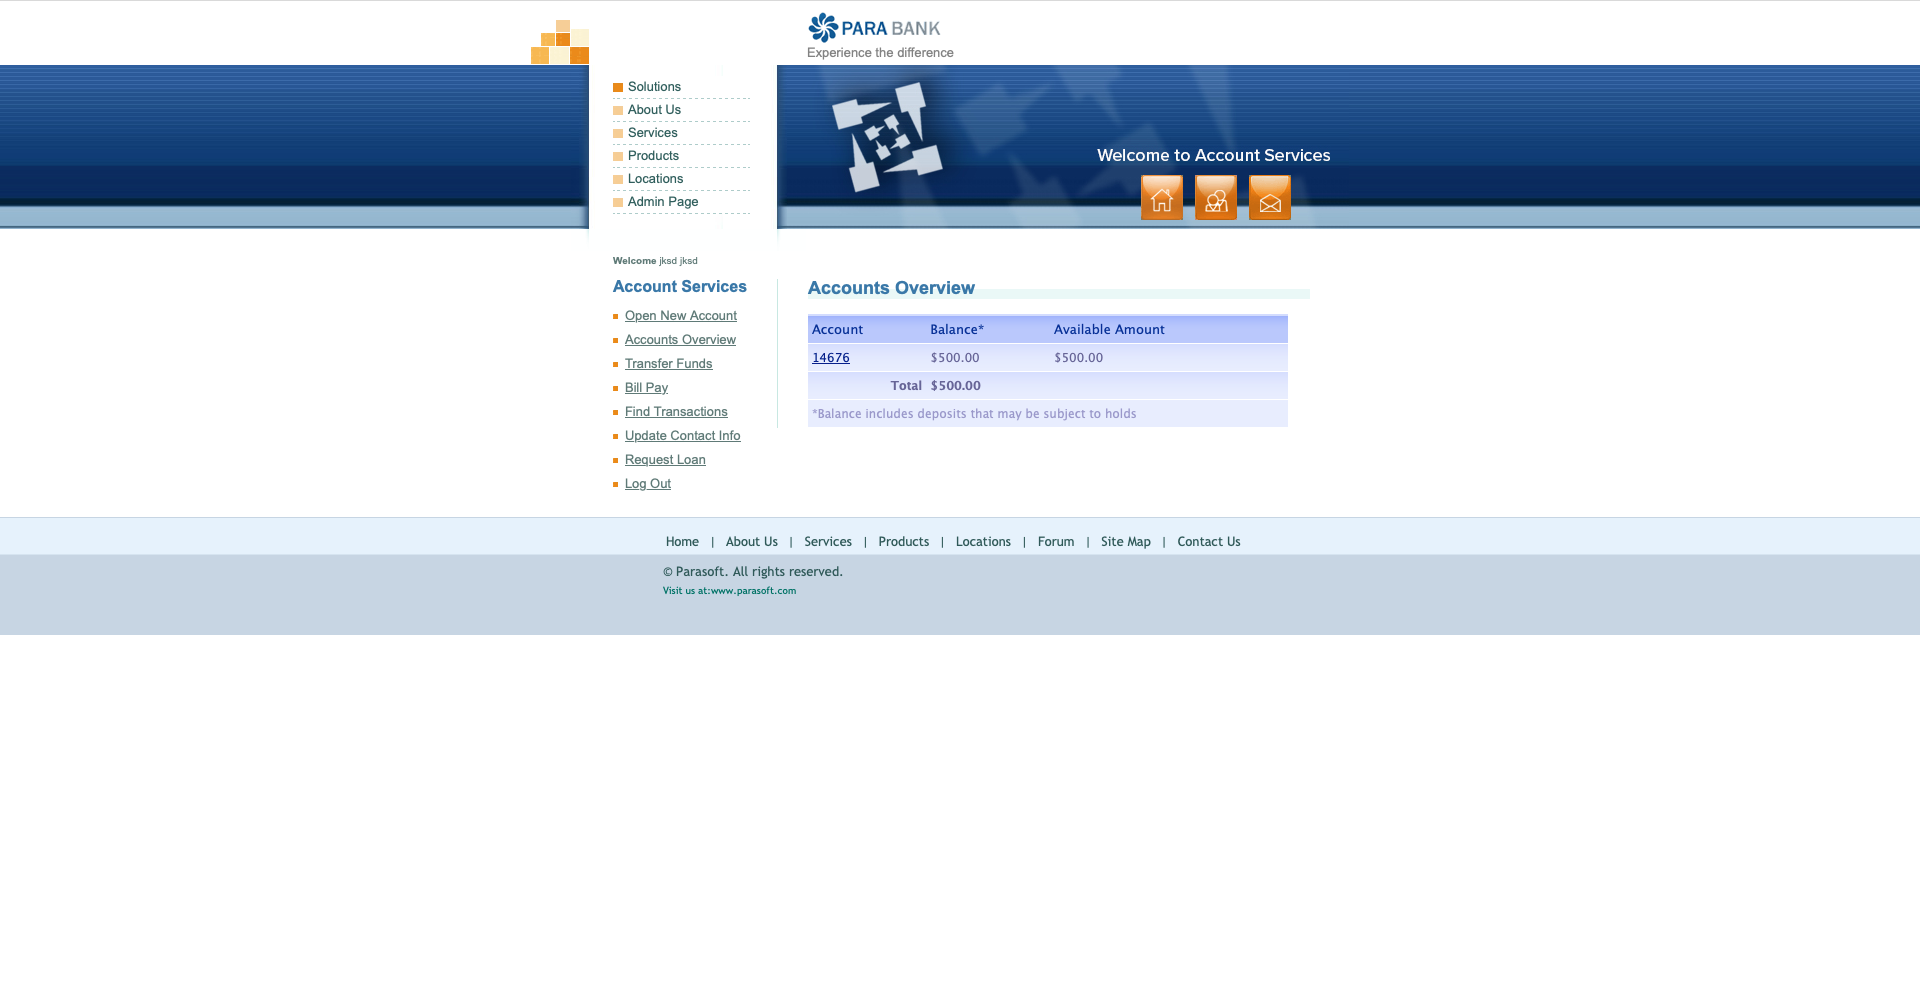 PARA BANK
Experience the difference
Solutions
About Us
Services
Products
Locations
Admin Page
Welcome to Account Services
Welcome jksd jksd
Account Services
Open New Account
Accounts Overview
Transfer Funds
Bill Pay
Find Transactions
Update Contact Info
Request Loan
Log Out
Accounts Overview
Account Balance* Available Amount
14676 $500.00 $500.00
Total $500.00
*Balance includes deposits that may be subject to holds
Home | About Us | Services | Products | Locations | Forum | Site Map | Contact Us
© Parasoft. All rights reserved.
Visit us at:www.parasoft.com